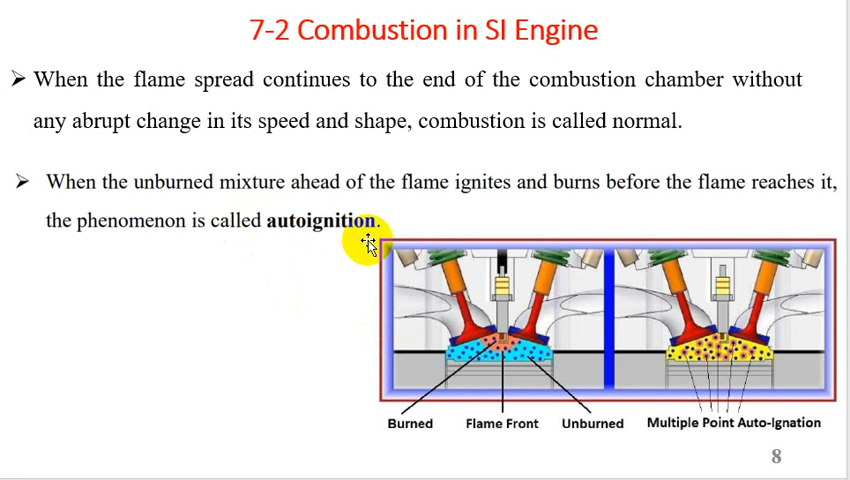 7-2 Combustion in SI Engine
➢ When the flame spread continues to the end of the combustion chamber without
any abrupt change in its speed and shape, combustion is called normal.
➢ When the unburned mixture ahead of the flame ignites and burns before the flame reaches it,
the phenomenon is called autoignition.
Burned Flame Front Unburned Multiple Point Auto-Ignation
8